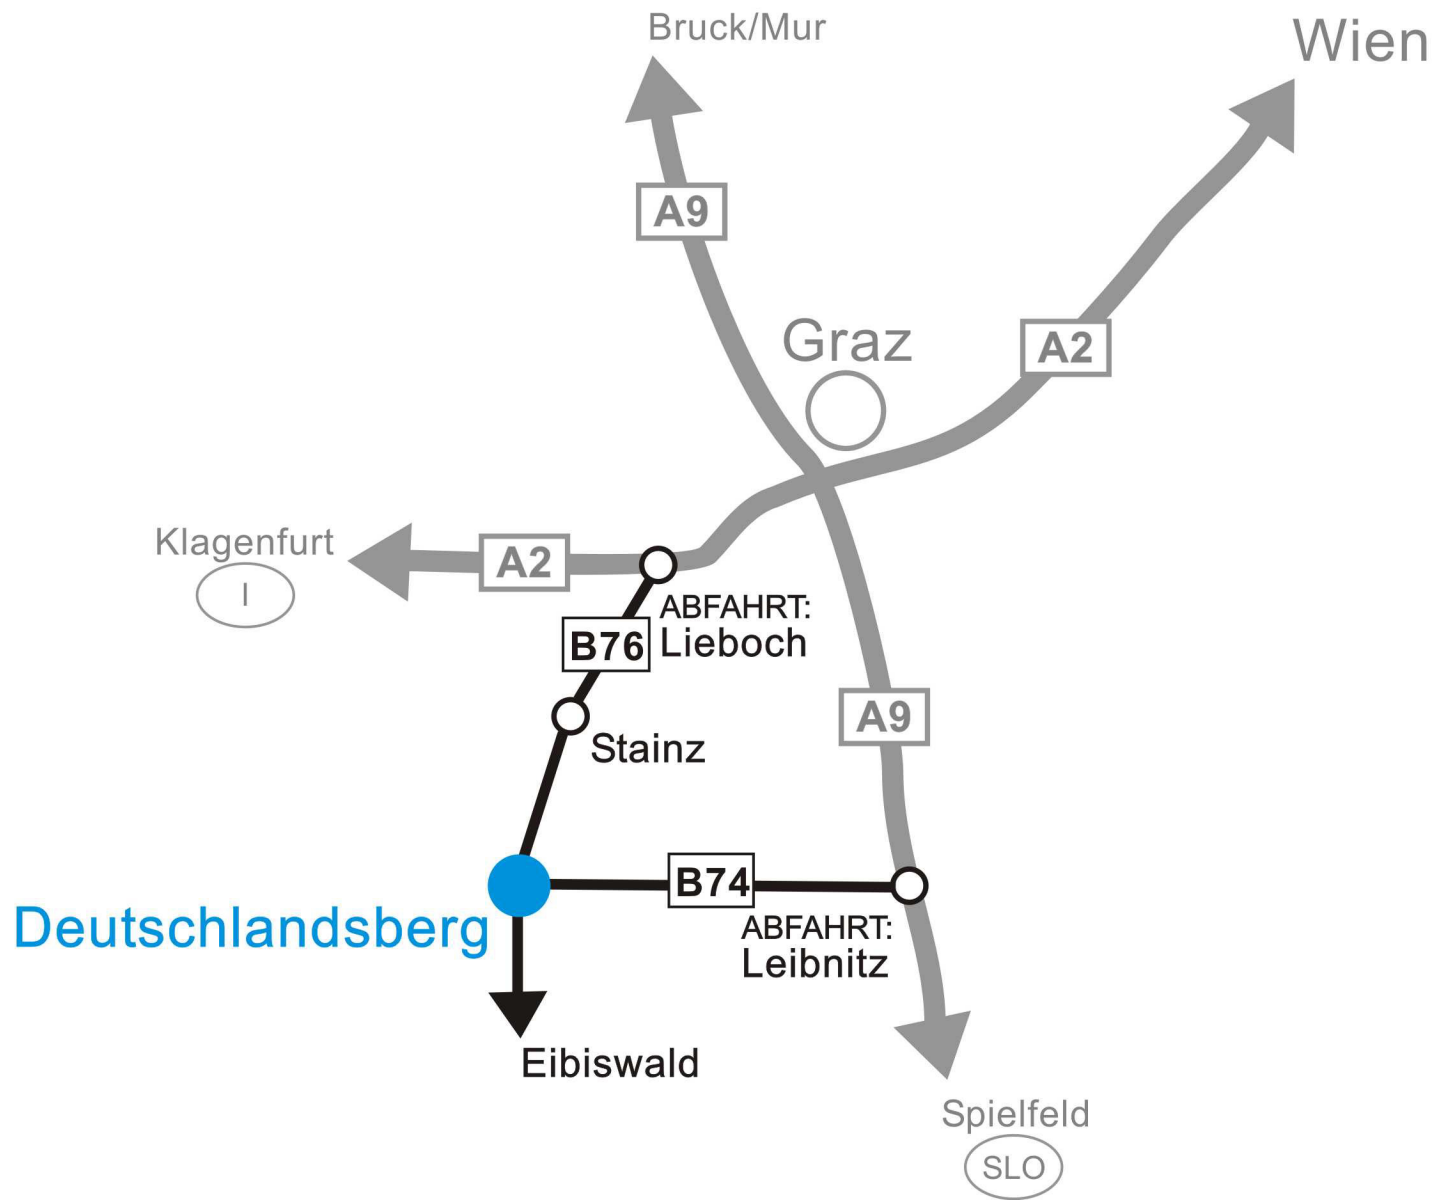 Bruck/Mur
Wien
A9
Graz
A2
Klagenfurt
I
A2
ABFAHRT:
Lieboch
B76
A9
Stainz
B74
Deutschlandsberg
ABFAHRT:
Leibnitz
Eibiswald
Spielfeld
SLO